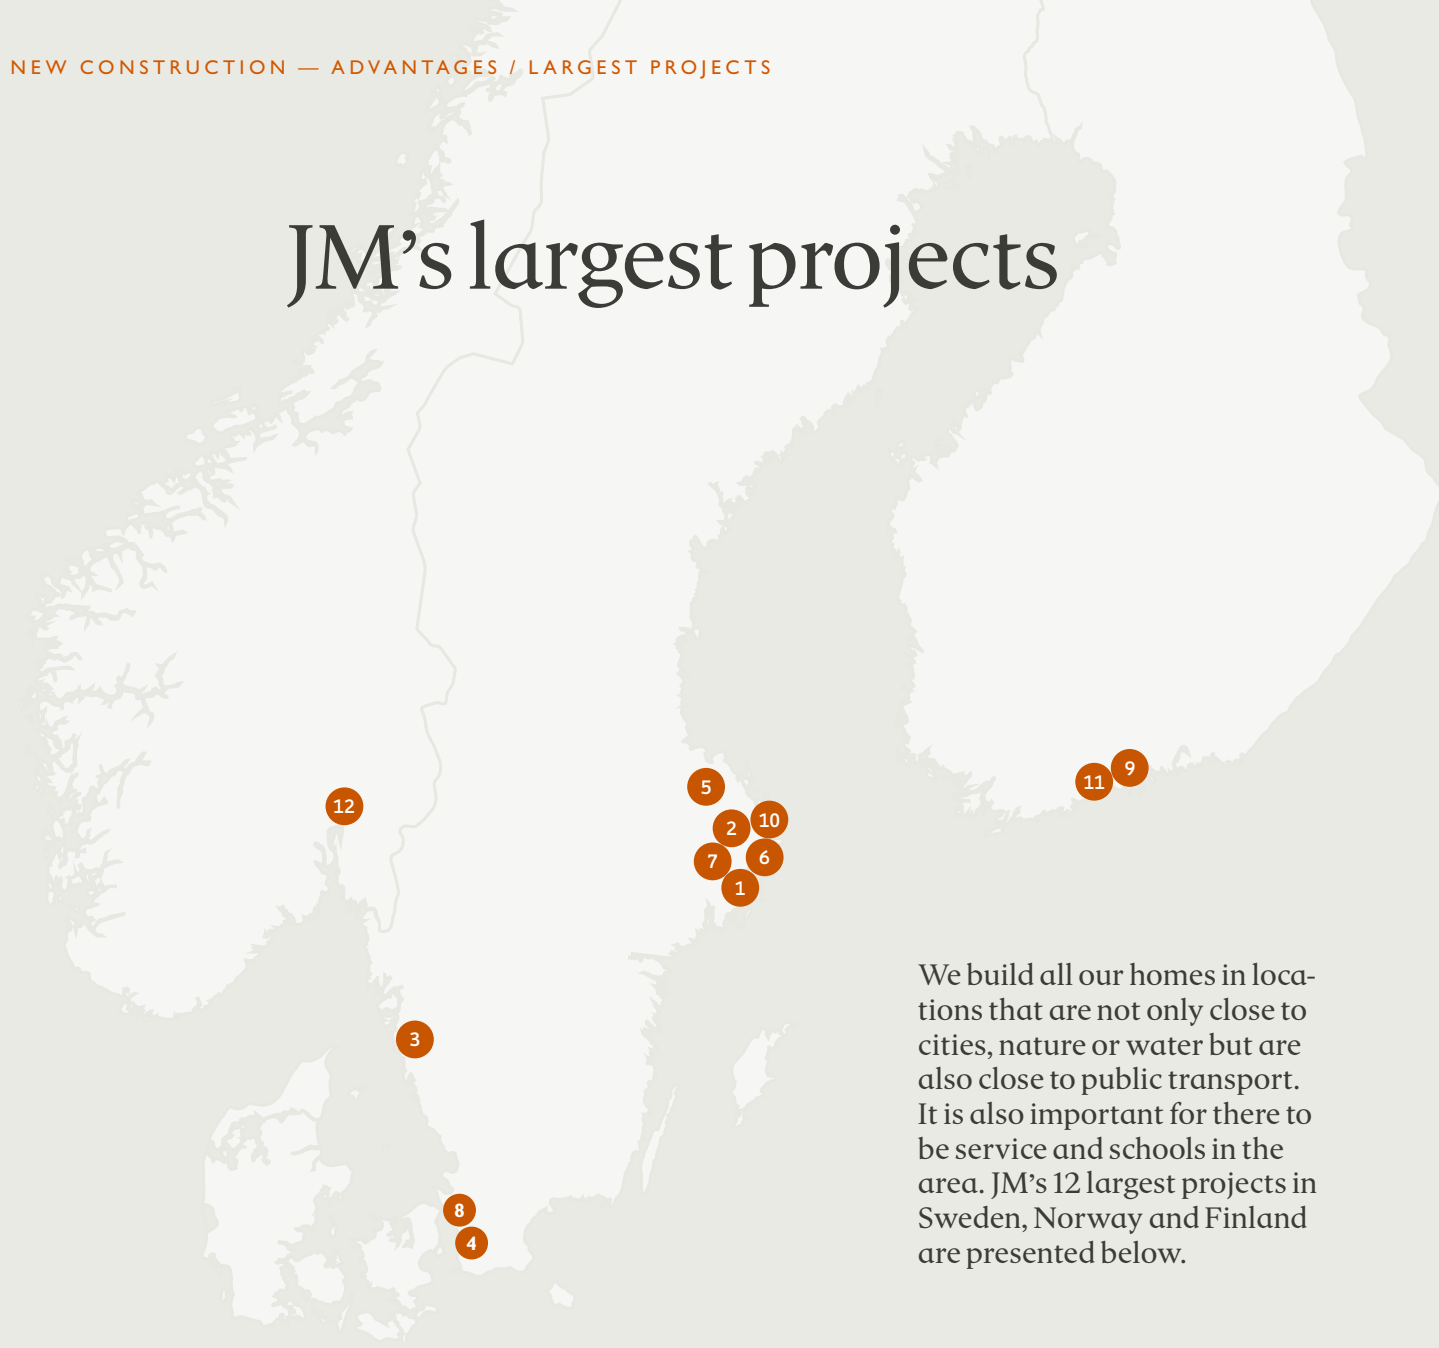 NEW CONSTRUCTION — ADVANTAGES / LARGEST PROJECTS
JM’s largest projects
5
9
11
12
10
2
6
7
1
We build all our homes in loca-
tions that are not only close to
cities, nature or water but are
also close to public transport.
It is also important for there to
be service and schools in the
area. JM’s 12 largest projects in
Sweden, Norway and Finland
are presented below.
3
8
4